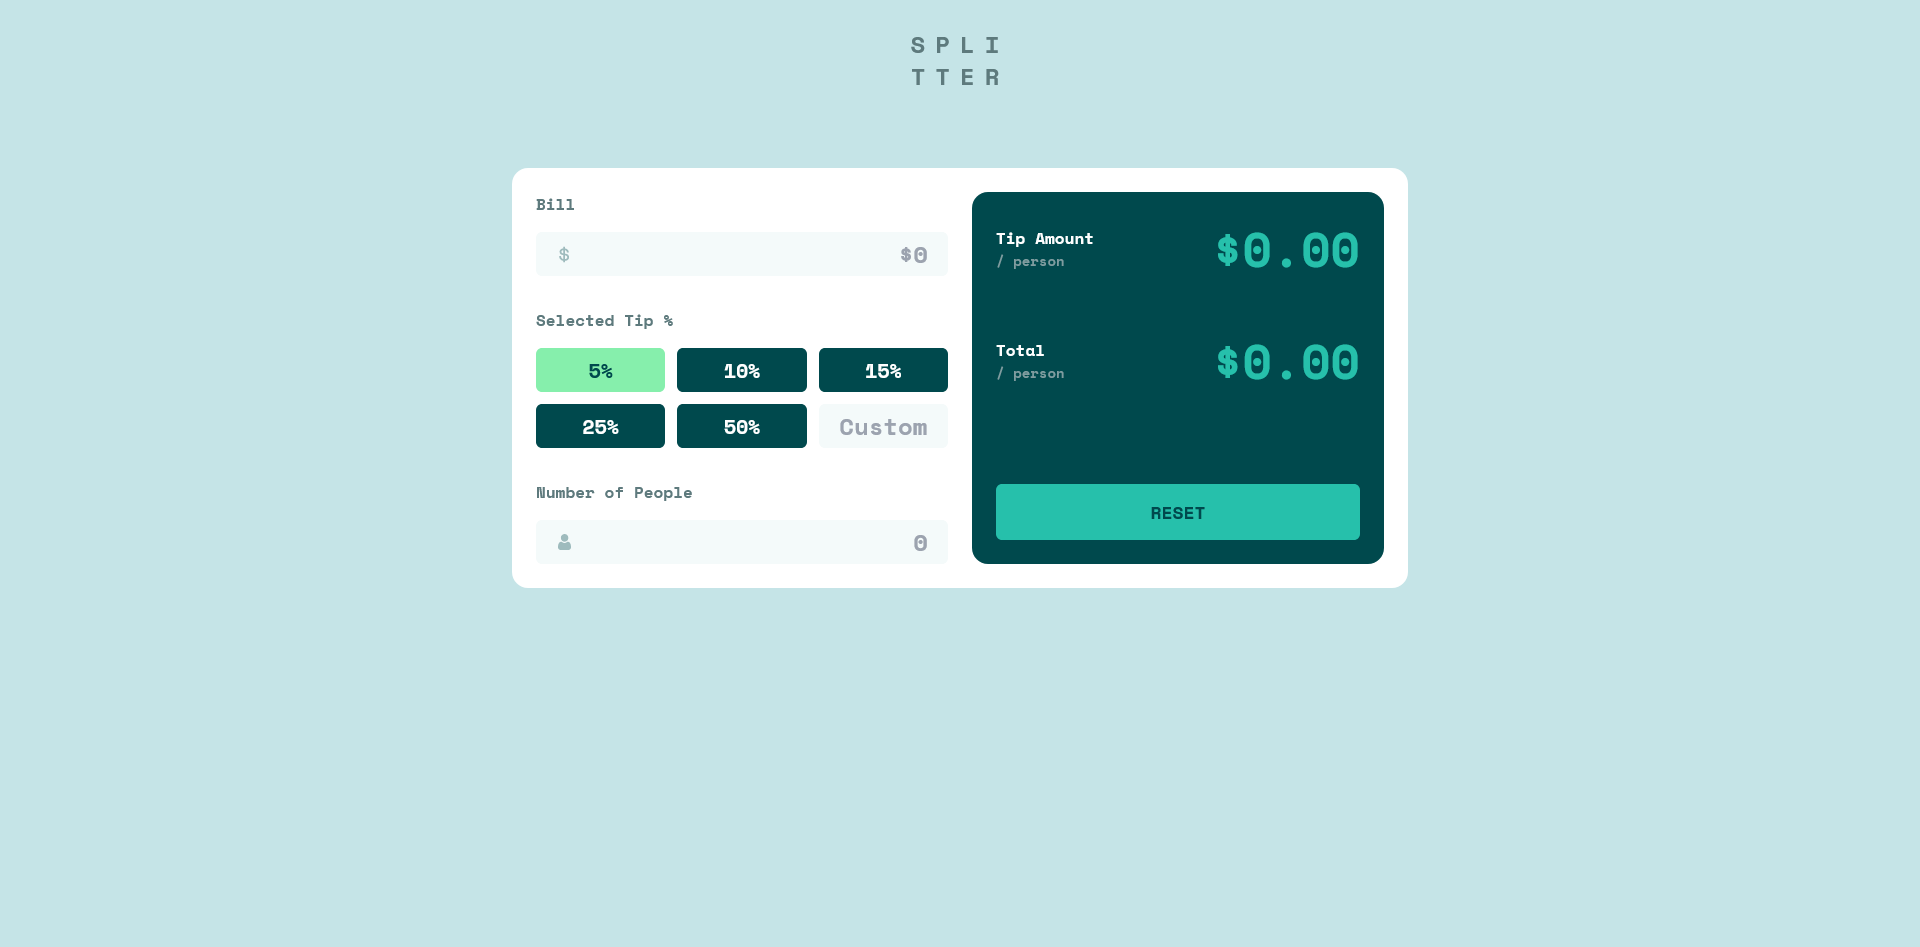 SPLI
TTER
Bill
$ $0
Selected Tip %
5% 10% 15%
25% 50% Custom
Number of People
0
Tip Amount
/ person
$0.00
Total
/ person
$0.00
RESET